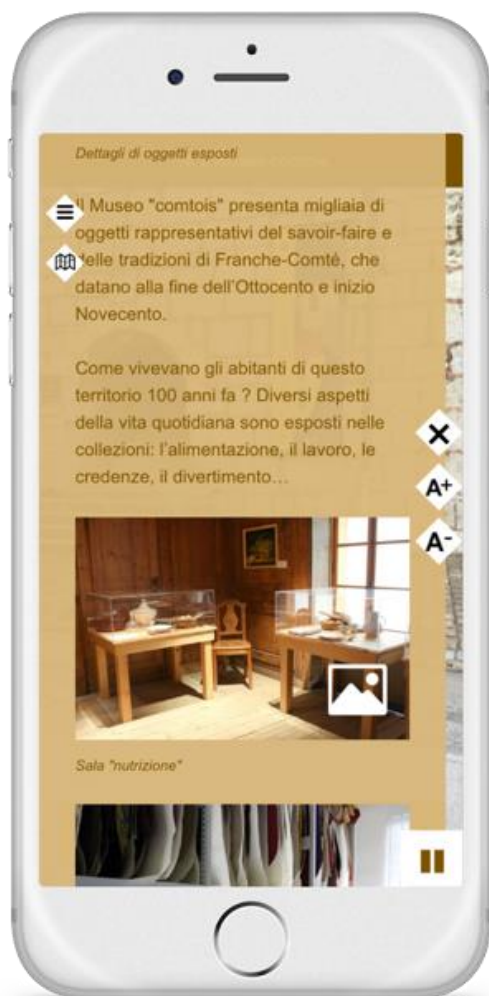 Dettagli di oggetti esposti
Il Museo "comtois" presenta migliaia di
oggetti rappresentativi del savoir-faire e
delle tradizioni di Franche-Comté, che
datano alla fine dell'Ottocento e inizio
Novecento.
Come vivevano gli abitanti di questo
territorio 100 anni fa ? Diversi aspetti
della vita quotidiana sono esposti nelle
collezioni: l'alimentazione, il lavoro, le
credenze, il divertimento…
A+
A-
Sala "nutrizione"